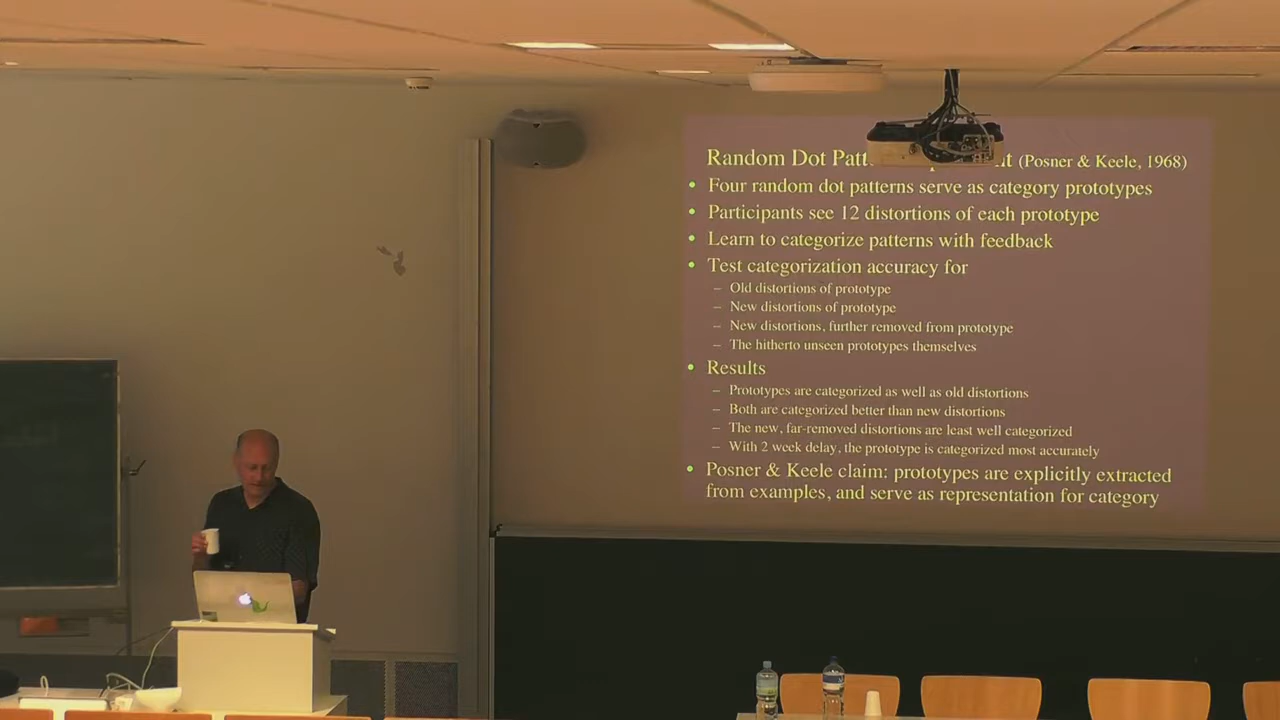 Random Dot Patt (Posner & Keele, 1968)
• Four random dot patterns serve as category prototypes
• Participants see 12 distortions of each prototype
• Learn to categorize patterns with feedback
• Test categorization accuracy for
– Old distortions of prototype
– New distortions of prototype
– New distortions, further removed from prototype
– The hitherto unseen prototypes themselves
• Results
– Prototypes are categorized as well as old distortions
– Both are categorized better than new distortions
– The new, far-removed distortions are least well categorized
– With 2 week delay, the prototype is categorized most accurately
• Posner & Keele claim: prototypes are explicitly extracted
from examples, and serve as representation for category